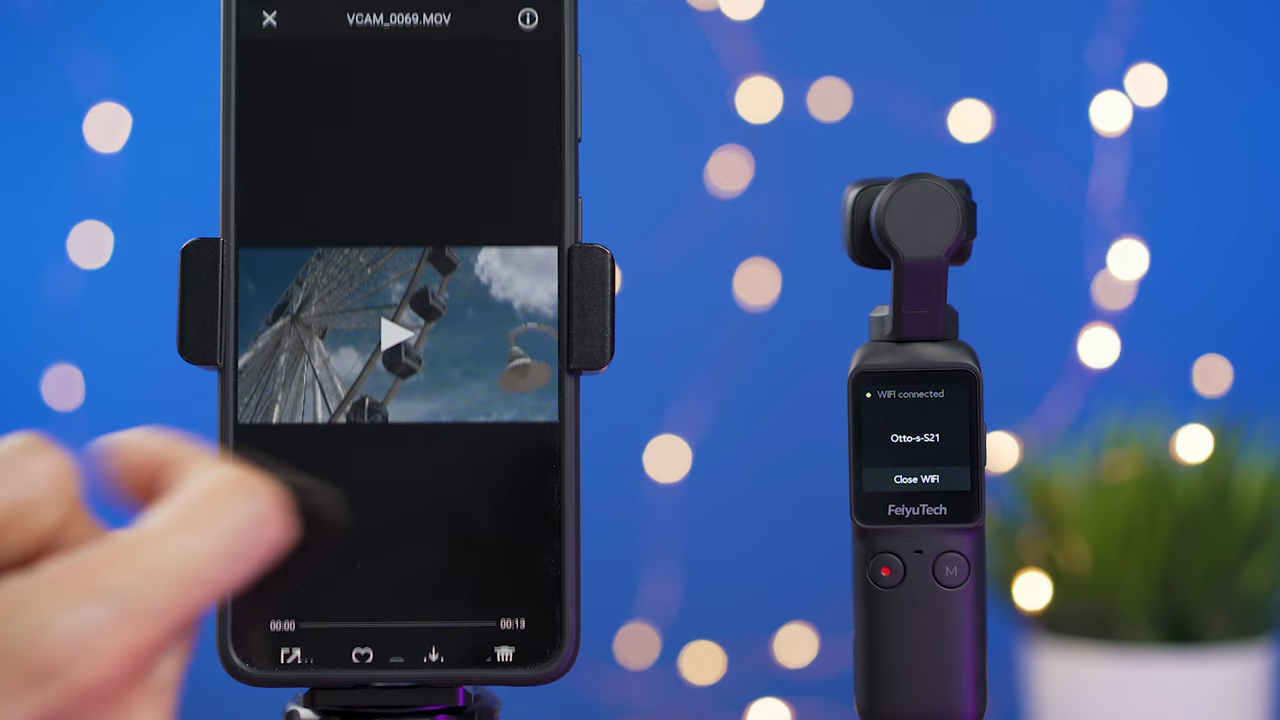 VCAM_0069.MOV
00:00
00:13
WIFI connected
Otto-s-S21
Close WIFI
FeiyuTech
M